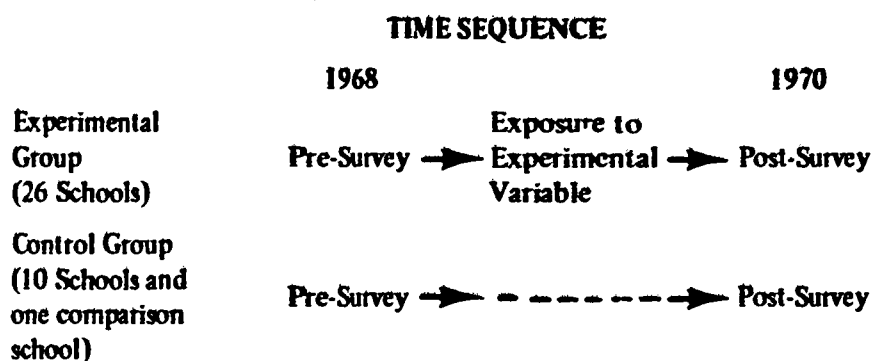 TIME SEQUENCE
1968 1970
Experimental
Group
(26 Schools)
Pre-Survey
Exposure to
Experimental
Variable
Post-Survey
Control Group
(10 Schools and
one comparison
school)
Pre-Survey
Post-Survey